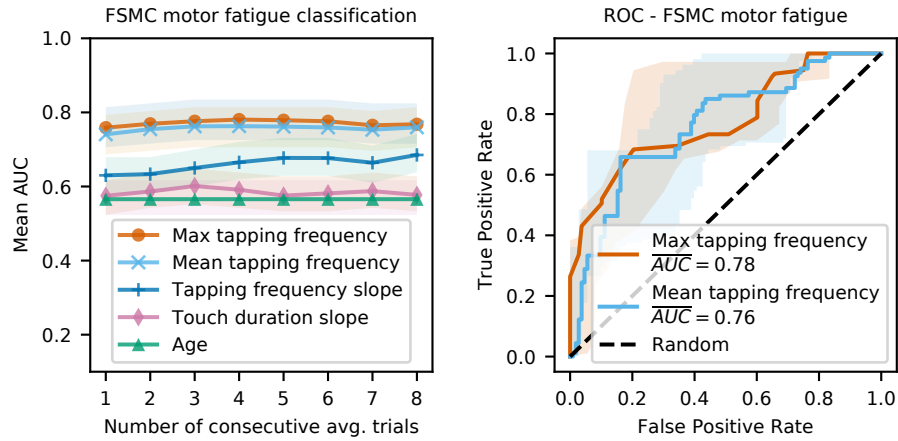 FSMC motor fatigue classification
1.0
0.8
0.6
0.4
0.2
Mean AUC
Max tapping frequency
Mean tapping frequency
Tapping frequency slope
Touch duration slope
Age
1 2 3 4 5 6 7 8
Number of consecutive avg. trials
ROC - FSMC motor fatigue
1.0
0.8
0.6
0.4
0.2
0.0
True Positive Rate
Max tapping frequency
AUC = 0.78
Mean tapping frequency
AUC = 0.76
Random
0.0 0.2 0.4 0.6 0.8 1.0
False Positive Rate